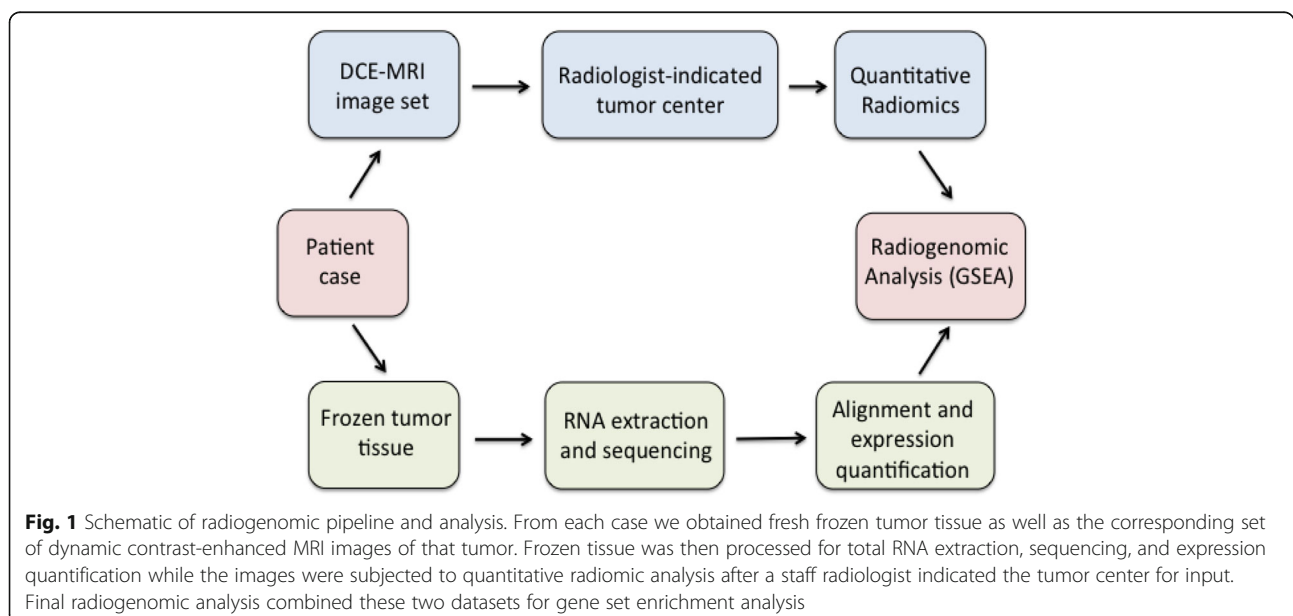 DCE-MRI
image set
Radiologist-indicated
tumor center
Quantitative
Radiomics
Patient
case
Radiogenomic
Analysis (GSEA)
Frozen tumor
tissue
RNA extraction
and sequencing
Alignment and
expression
quantification
Fig. 1 Schematic of radiogenomic pipeline and analysis. From each case we obtained fresh frozen tumor tissue as well as the corresponding set
of dynamic contrast-enhanced MRI images of that tumor. Frozen tissue was then processed for total RNA extraction, sequencing, and expression
quantification while the images were subjected to quantitative radiomic analysis after a staff radiologist indicated the tumor center for input.
Final radiogenomic analysis combined these two datasets for gene set enrichment analysis